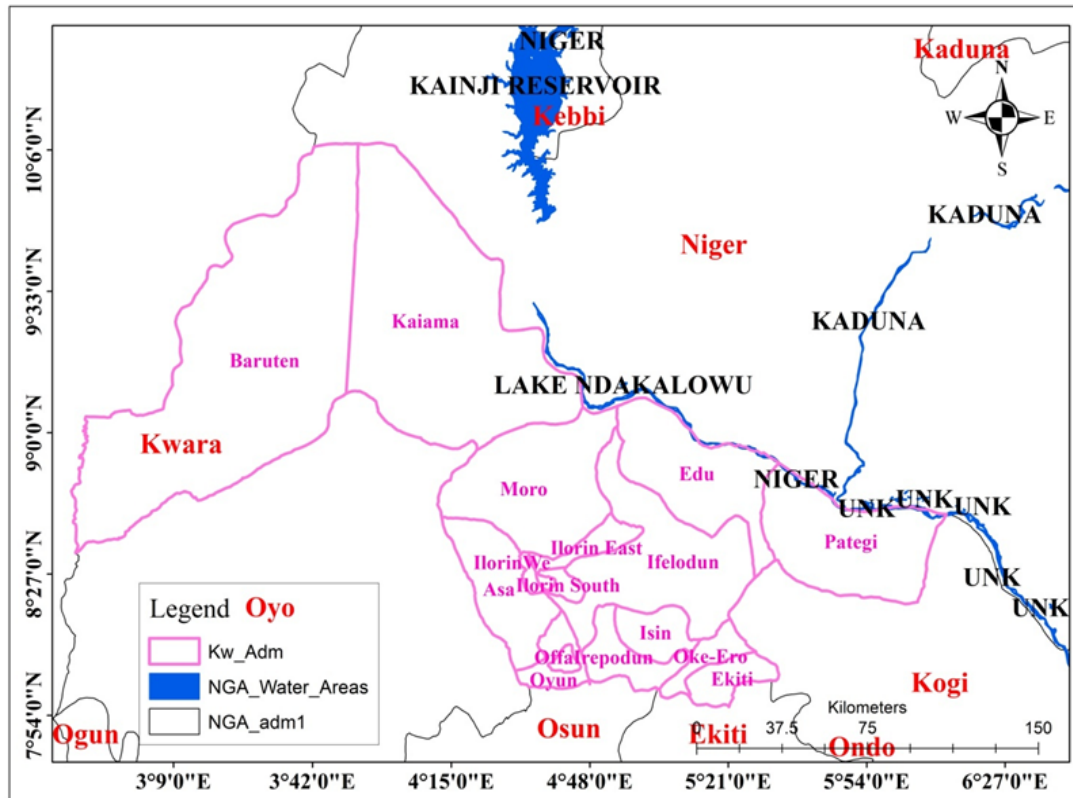 NIGER
Kaduna
KAINJI RESERVOIR
Kebbi
N
W
E
S
KADUNA
Niger
KADUNA
Kaiama
Baruten
LAKE NDAKALOWU
Kwara
Edu
NIGER
Moro
UNK
UNK
UNK
Pategi
Ilorin East
IlorinWe
Ifelodun
Asa
Ilorin South
UNK
UNK
Isin
Offa
Irepodun
Oke-Ero
Oyun
Ekiti
Kogi
Legend
Oyo
Kw_Adm
NGA_Water_Areas
NGA_adm1
Ogun
Osun
Ekiti
Ondo
Kilometers
0 37.5 75 150
10°6'0"N
9°33'0"N
9°0'0"N
8°27'0"N
7°54'0"N
3°9'0"E 3°42'0"E 4°15'0"E 4°48'0"E 5°21'0"E 5°54'0"E 6°27'0"E